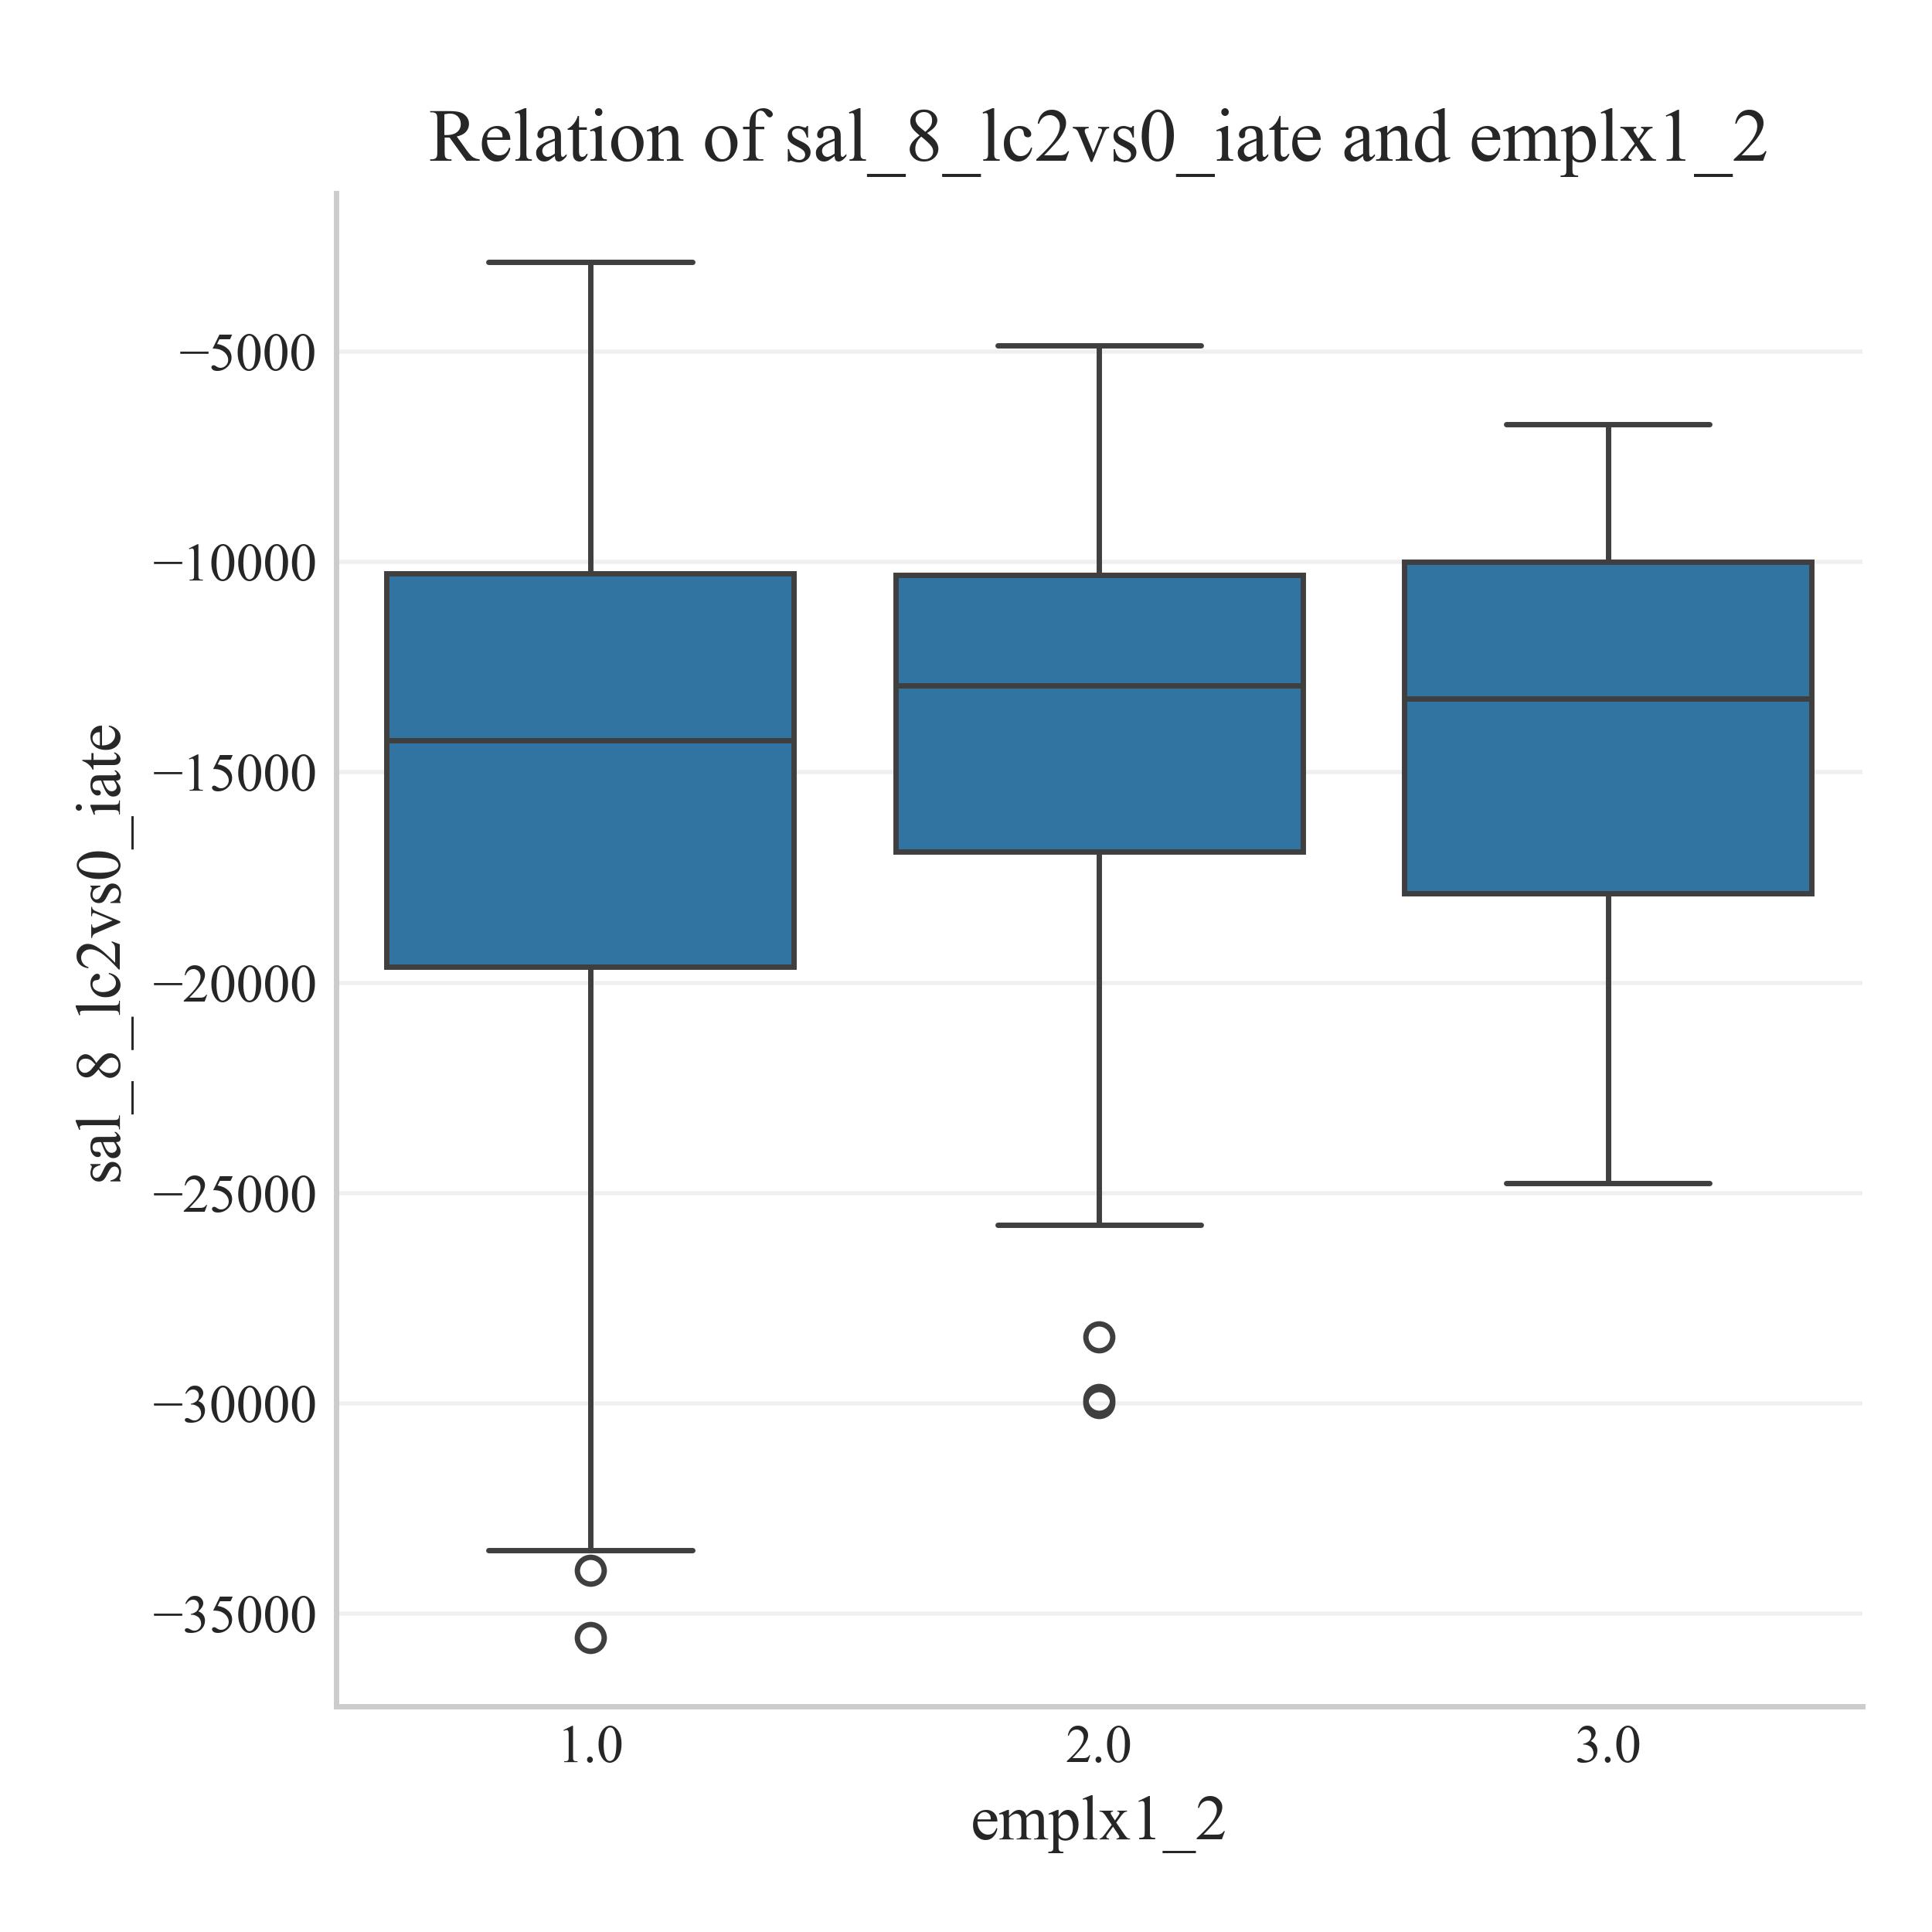 Relation of sal_8_lc2vs0_iate and emplx1_2
sal_8_lc2vs0_iate
−5000
−10000
−15000
−20000
−25000
−30000
−35000
1.0 2.0 3.0
emplx1_2